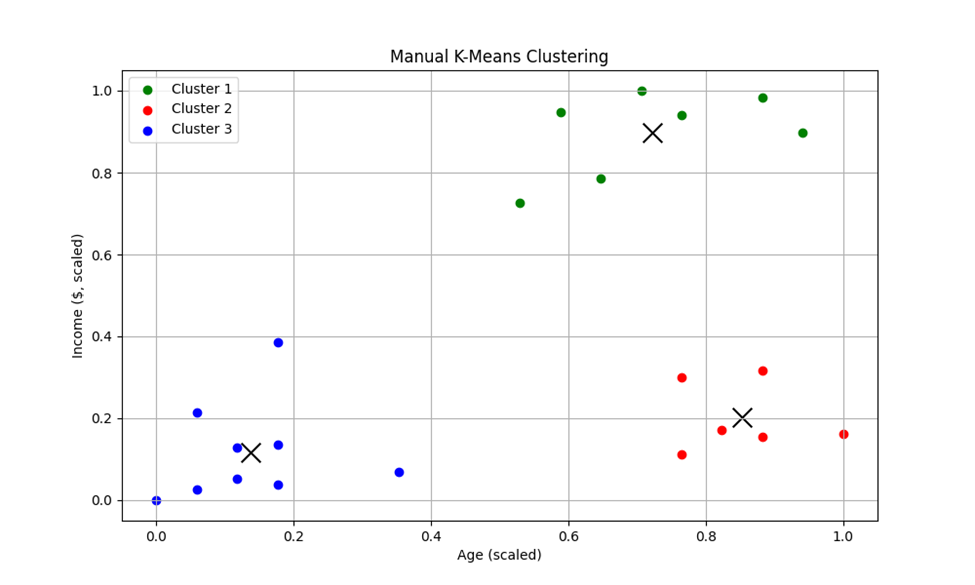 Manual K-Means Clustering
Cluster 1
Cluster 2
Cluster 3
1.0
0.8
0.6
0.4
0.2
0.0
Income ($, scaled)
0.0 0.2 0.4 0.6 0.8 1.0
Age (scaled)